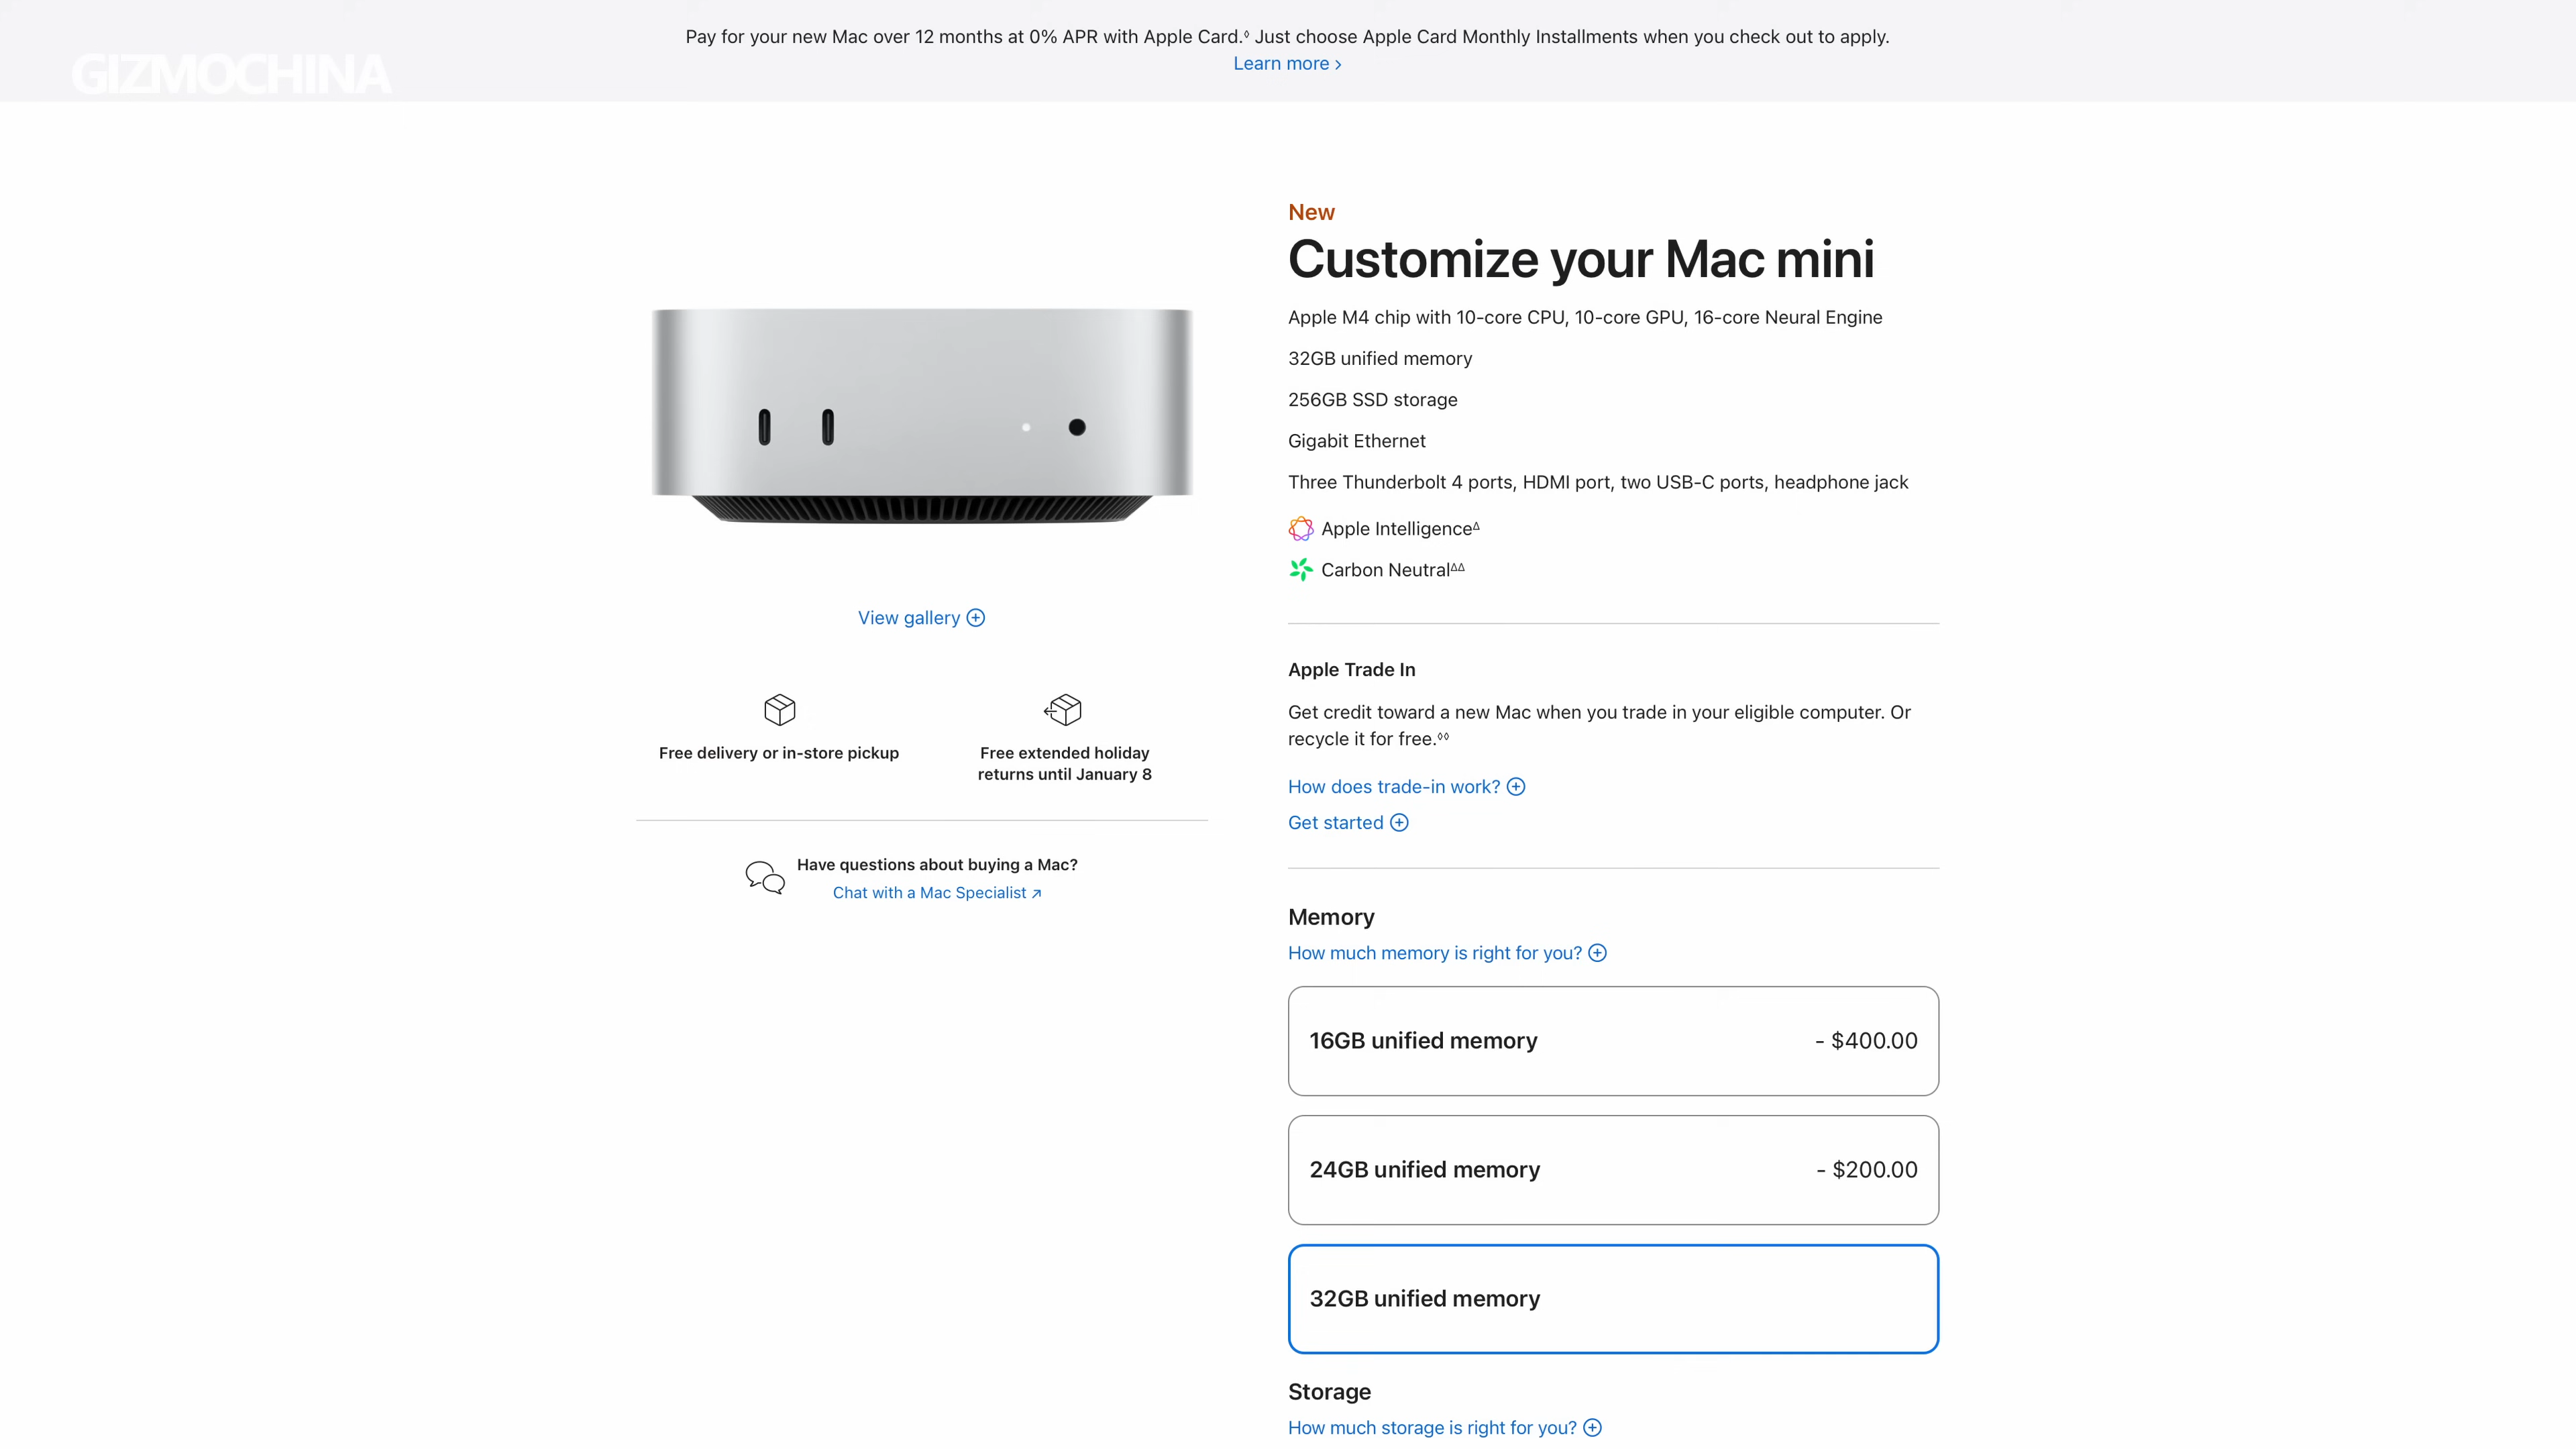 Pay for your new Mac over 12 months at 0% APR with Apple Card.◊ Just choose Apple Card Monthly Installments when you check out to apply.
Learn more >
GIZMOCHINA
New
Customize your Mac mini
Apple M4 chip with 10-core CPU, 10-core GPU, 16-core Neural Engine
32GB unified memory
256GB SSD storage
Gigabit Ethernet
Three Thunderbolt 4 ports, HDMI port, two USB-C ports, headphone jack
Apple IntelligenceΔ
Carbon NeutralΔΔ
View gallery
Free delivery or in-store pickup
Free extended holiday
returns until January 8
Have questions about buying a Mac?
Chat with a Mac Specialist ↗
Apple Trade In
Get credit toward a new Mac when you trade in your eligible computer. Or
recycle it for free.◊◊
How does trade-in work?
Get started
Memory
How much memory is right for you?
16GB unified memory - $400.00
24GB unified memory - $200.00
32GB unified memory
Storage
How much storage is right for you?